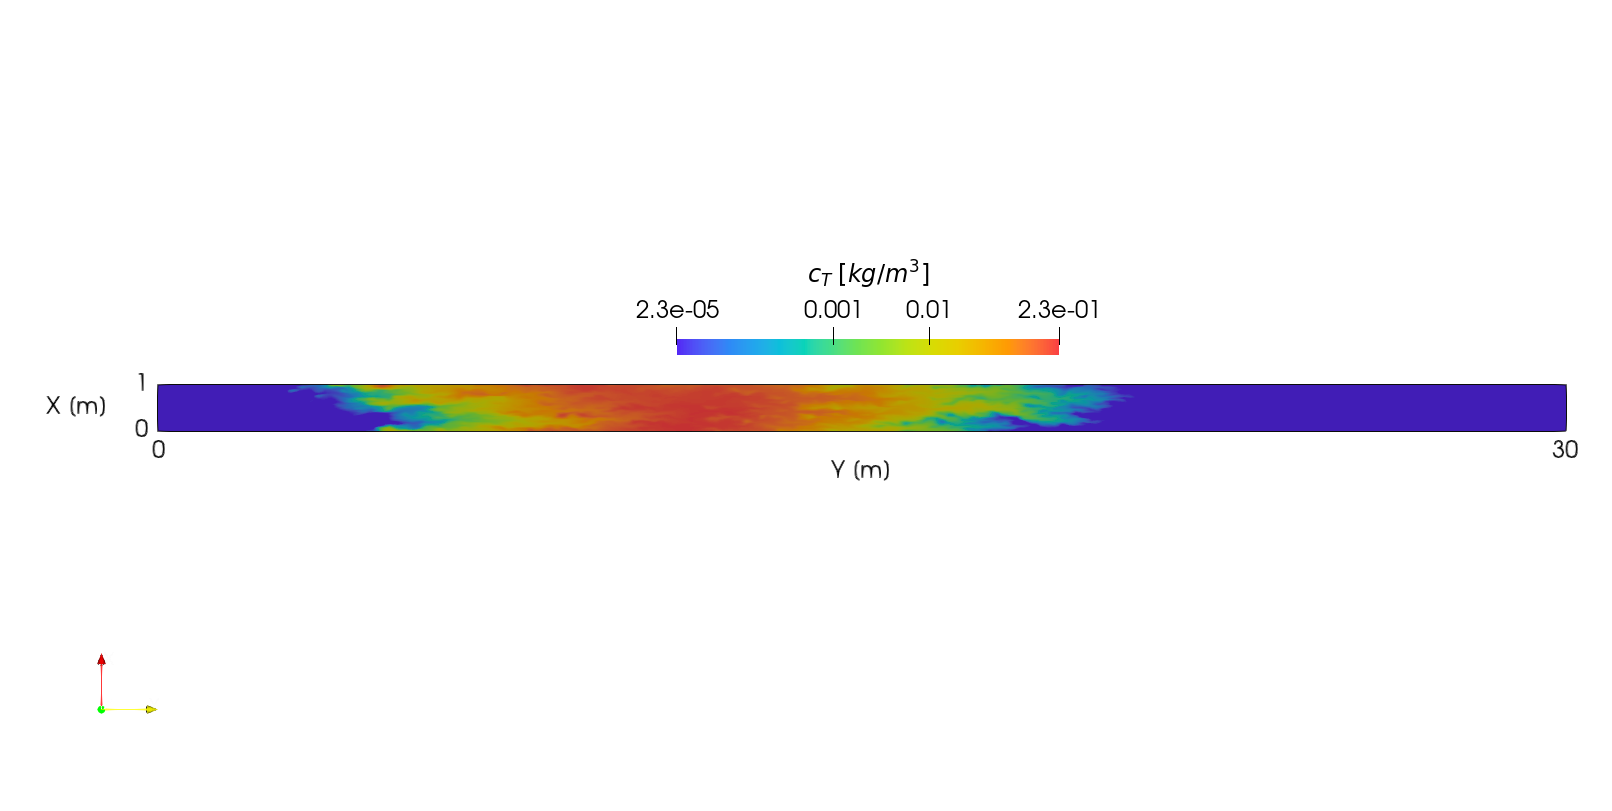 c_T [kg/m³]
2.3e-05 0.001 0.01 2.3e-01
1
X (m)
0
0 30
Y (m)